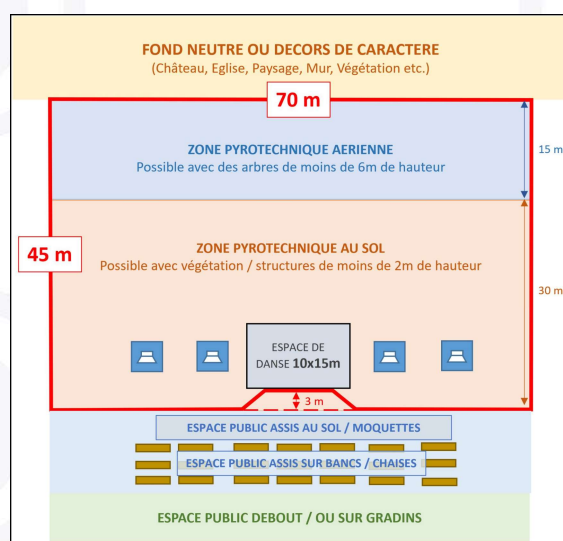 FOND NEUTRE OU DECORS DE CARACTERE
(Château, Eglise, Paysage, Mur, Végétation etc.)
70 m
ZONE PYROTECHNIQUE AERIENNE
Possible avec des arbres de moins de 6m de hauteur
15 m
45 m
ZONE PYROTECHNIQUE AU SOL
Possible avec végétation / structures de moins de 2m de hauteur
30 m
ESPACE DE
DANSE 10x15m
3 m
ESPACE PUBLIC ASSIS AU SOL / MOQUETTES
ESPACE PUBLIC ASSIS SUR BANCS / CHAISES
ESPACE PUBLIC DEBOUT / OU SUR GRADINS